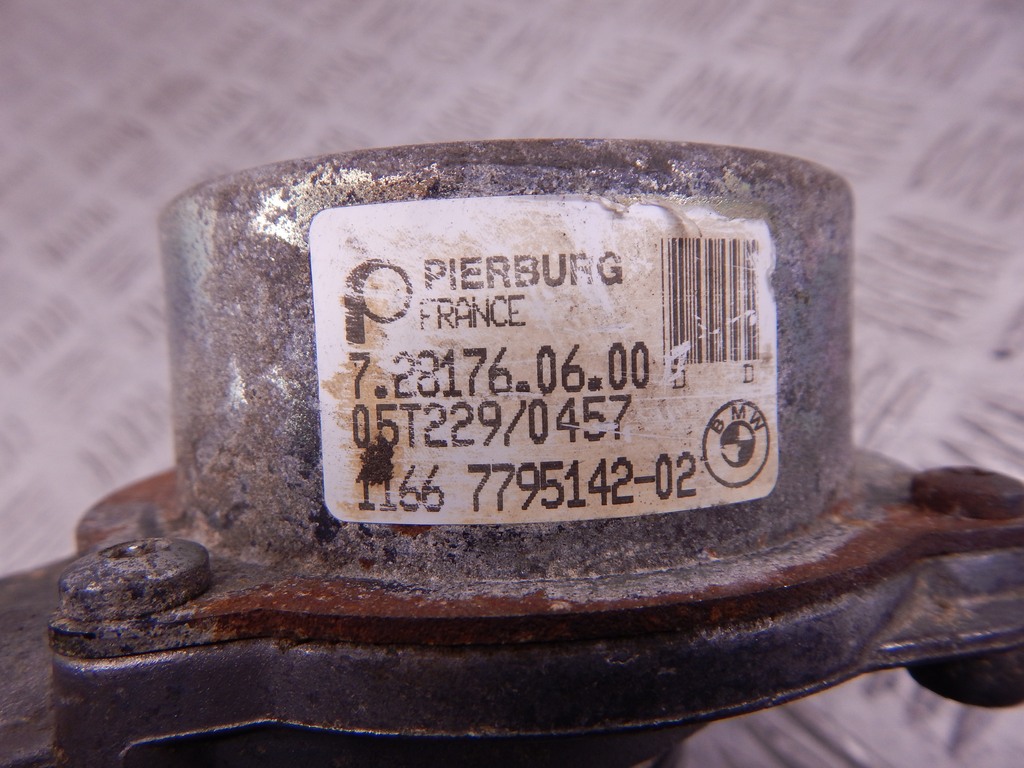 PIERBURG
FRANCE
7.28176.06.00
05T229/0457
1166 7795142-02
BMW